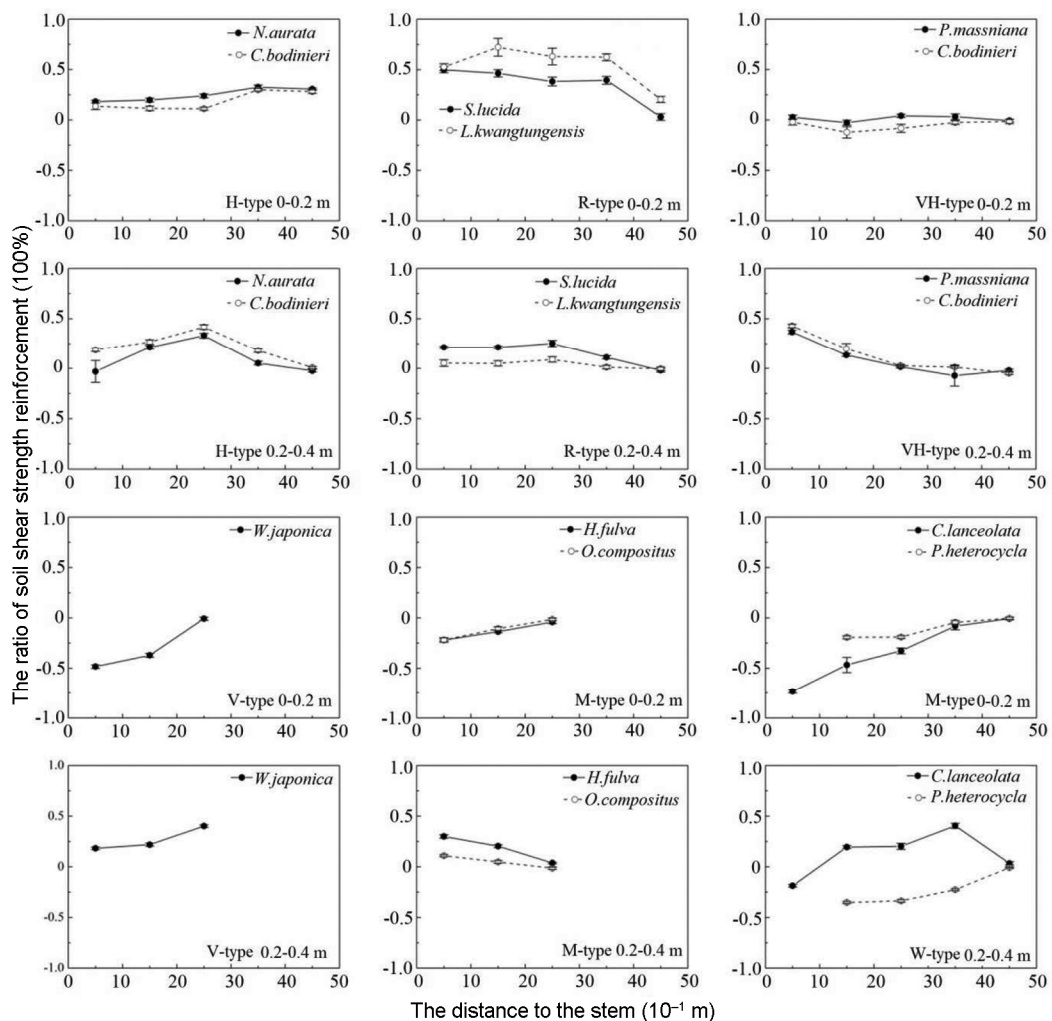 The ratio of soil shear strength reinforcement (100%)
1.0
0.5
0
-0.5
-1.0
N.aurata
C.bodinieri
H-type 0-0.2 m
0 10 20 30 40 50
1.0
0.5
0
-0.5
-1.0
S.lucida
L.kwangtungensis
R-type 0-0.2 m
0 10 20 30 40 50
1.0
0.5
0
-0.5
-1.0
P.massniana
C.bodinieri
VH-type 0-0.2 m
0 10 20 30 40 50
1.0
0.5
0
-0.5
-1.0
N.aurata
C.bodinieri
H-type 0.2-0.4 m
0 10 20 30 40 50
1.0
0.5
0
-0.5
-1.0
S.lucida
L.kwangtungensis
R-type 0.2-0.4 m
0 10 20 30 40 50
1.0
0.5
0
-0.5
-1.0
P.massniana
C.bodinieri
VH-type 0.2-0.4 m
0 10 20 30 40 50
1.0
0.5
0
-0.5
-1.0
W.japonica
V-type 0-0.2 m
0 10 20 30 40 50
1.0
0.5
0
-0.5
-1.0
H.fulva
O.compositus
M-type 0-0.2 m
0 10 20 30 40 50
1.0
0.5
0
-0.5
-1.0
C.lanceolata
P.heterocycla
M-type 0-0.2 m
0 10 20 30 40 50
1.0
0.5
0
-0.5
-1.0
W.japonica
V-type 0.2-0.4 m
0 10 20 30 40 50
1.0
0.5
0
-0.5
-1.0
H.fulva
O.compositus
M-type 0.2-0.4 m
0 10 20 30 40 50
1.0
0.5
0
-0.5
-1.0
C.lanceolata
P.heterocycla
W-type 0.2-0.4 m
0 10 20 30 40 50
The distance to the stem (10⁻¹ m)